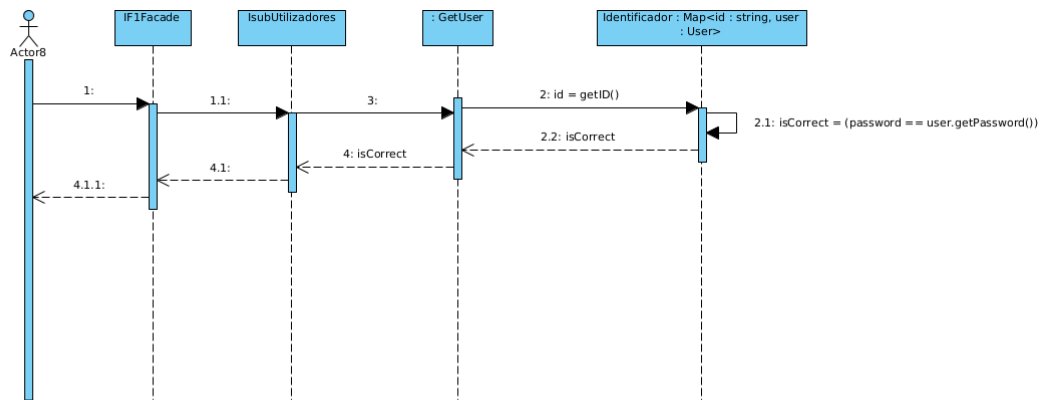 IF1Facade
IsubUtilizadores
: GetUser
Identificador : Map<id : string, user
: User>
Actor8
1:
1.1:
3:
2: id = getID()
2.1: isCorrect = (password == user.getPassword())
2.2: isCorrect
4: isCorrect
4.1:
4.1.1: